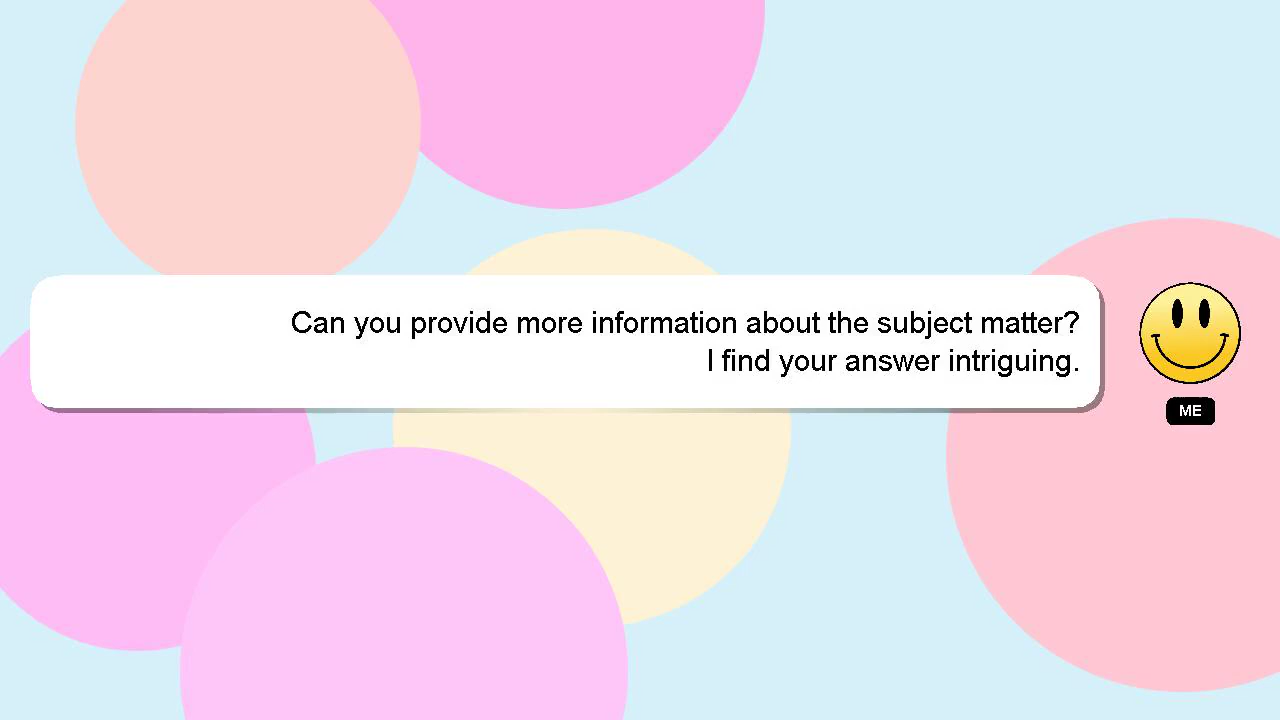 Can you provide more information about the subject matter?
I find your answer intriguing.
ME